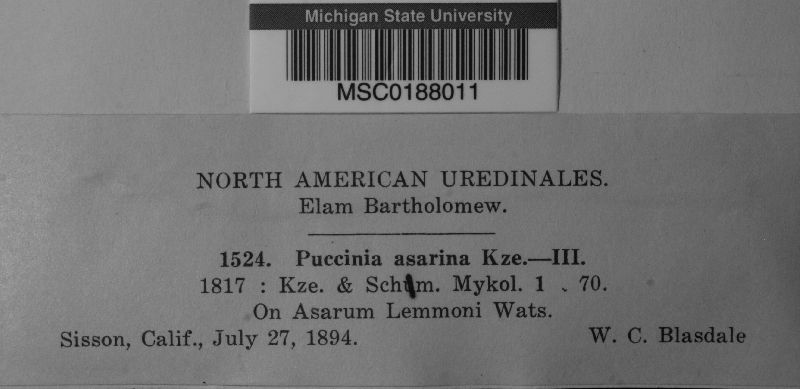 Michigan State University
MSC0188011
NORTH AMERICAN UREDINALES.
Elam Bartholomew.
1524. Puccinia asarina Kze.—III.
1817 : Kze. & Schum. Mykol. 1 : 70.
On Asarum Lemmoni Wats.
Sisson, Calif., July 27, 1894. W. C. Blasdale